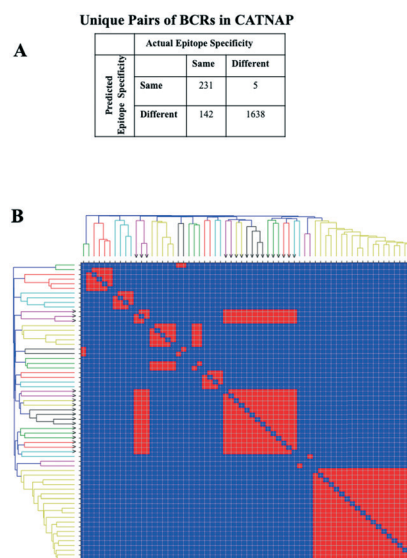 Unique Pairs of BCRs in CATNAP
A
Actual Epitope Specificity
Predicted
Epitope Specificity
Same Different
Same 231 5
Different 142 1638
B